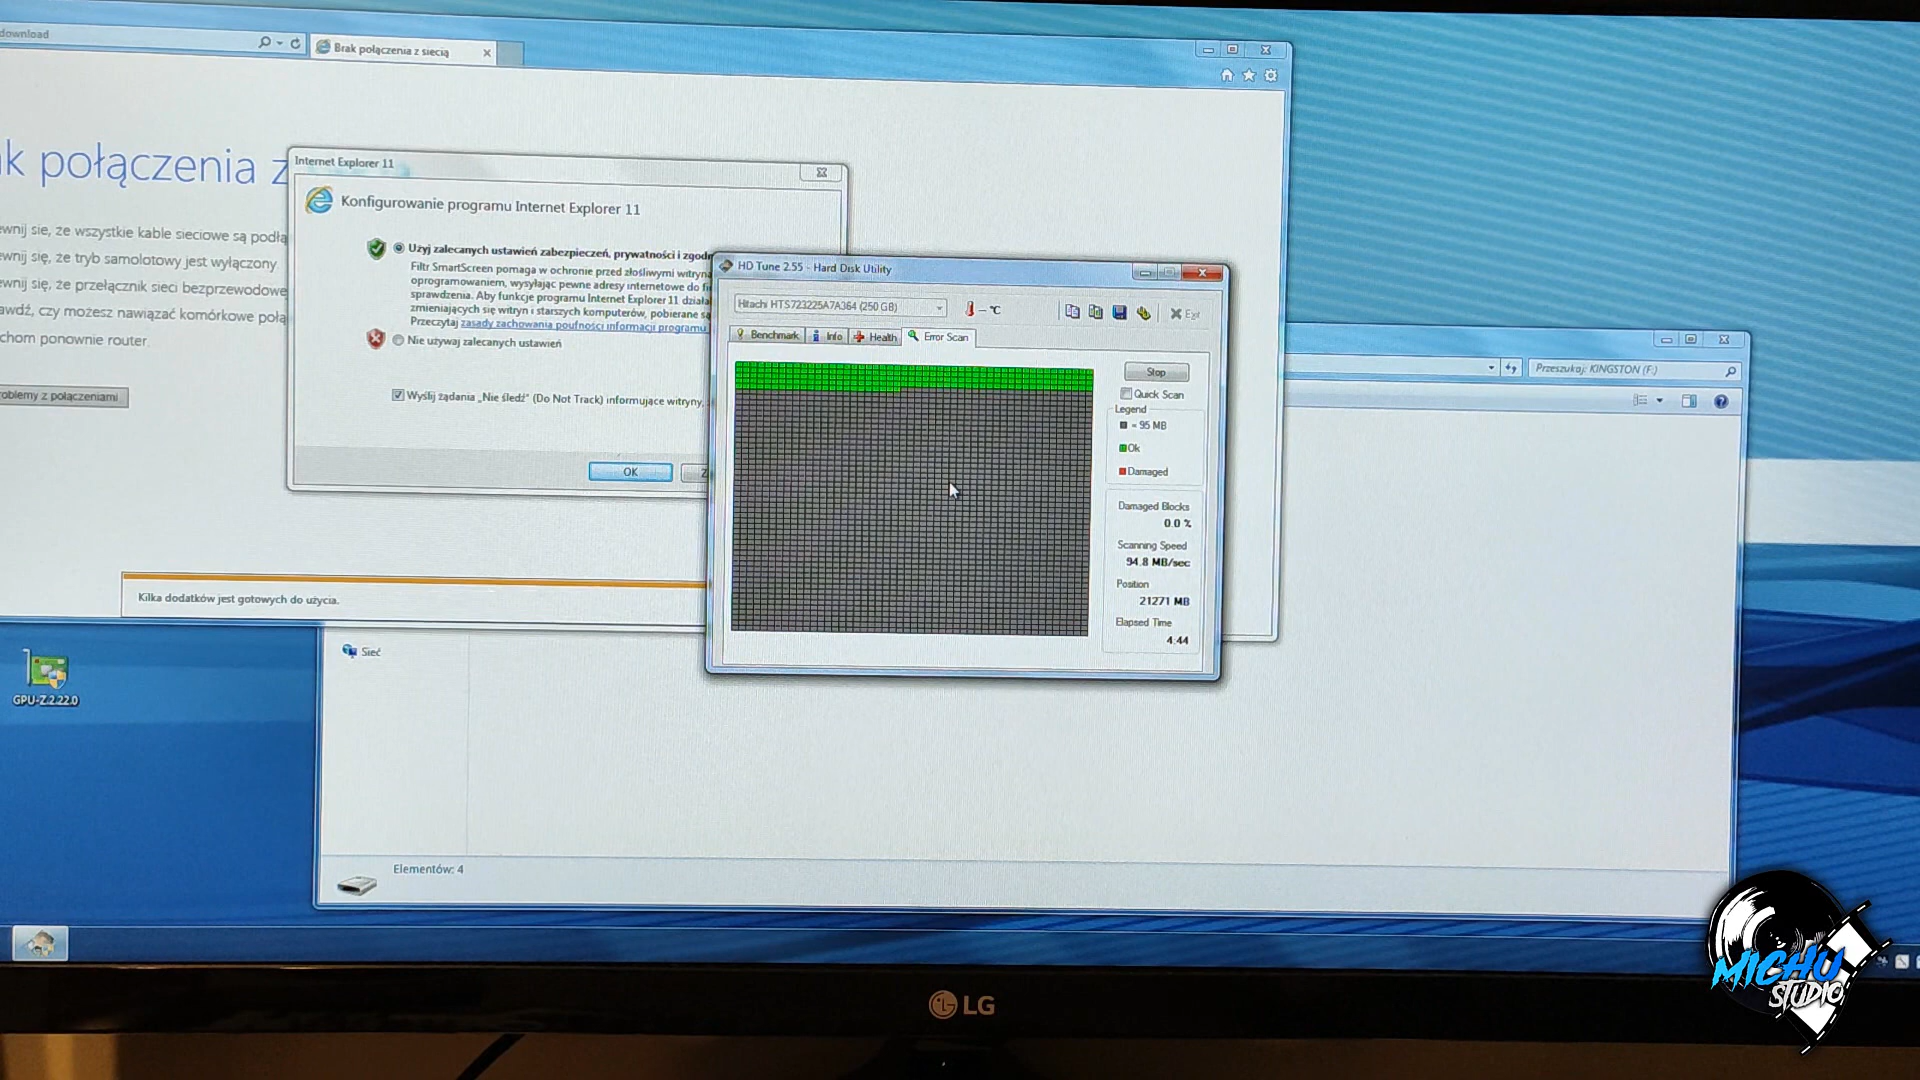 download
Brak połączenia z siecią
k połączenia z
wnij sie, że wszystkie kable sieciowe są podłą
wnij się, że tryb samolotowy jest wyłączony.
wnij się, że przełącznik sieci bezprzewodowe
awdź, czy możesz nawiązać komórkowe połą
chom ponownie router.
roblemy z połączeniami
Kilka dodatków jest gotowych do użycia.
Internet Explorer 11
Konfigurowanie programu Internet Explorer 11
Użyj zalecanych ustawień zabezpieczeń, prywatności i zgodn
Filtr SmartScreen pomaga w ochronie przed złośliwymi witryna
oprogramowaniem, wysyłając pewne adresy internetowe do fi
sprawdzenia. Aby funkcje programu Internet Explorer 11 działa
zmieniających się witryn i starszych komputerów, pobierane są
Przeczytaj zasady zachowania poufności informacji programu
Nie używaj zalecanych ustawień
Wyślij żądania „Nie śledź” (Do Not Track) informujące witryny,
OK
Z
HD Tune 2.55 - Hard Disk Utility
Hitachi HTS723225A7A364 (250 GB)
– °C
Exit
Benchmark
Info
Health
Error Scan
Stop
Quick Scan
Legend
= 95 MB
Ok
Damaged
Damaged Blocks
0.0 %
Scanning Speed
94.8 MB/sec
Position
21271 MB
Elapsed Time
4:44
Przeszukaj: KINGSTON (F:)
Sieć
Elementów: 4
GPU-Z.2.22.0
LG
MICHU
STUDIO